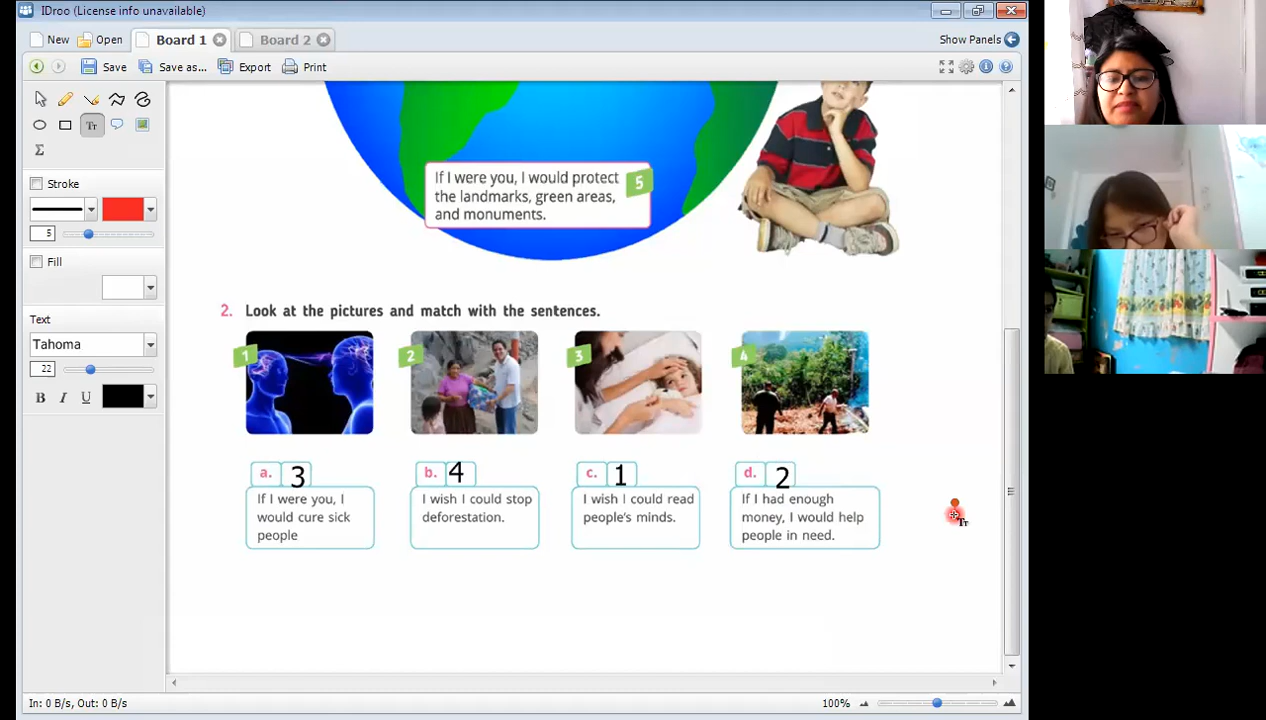 IDroo (License info unavailable)
New Open Board 1 Board 2 Show Panels
Save Save as... Export Print
Tr
Σ
Stroke
5
Fill
Text
Tahoma
22
B I U
If I were you, I would protect
the landmarks, green areas,
and monuments.
5
2. Look at the pictures and match with the sentences.
1 2 3 4
a. 3 b. 4 c. 1 d. 2
If I were you, I
would cure sick
people
I wish I could stop
deforestation.
I wish I could read
people's minds.
If I had enough
money, I would help
people in need.
Tr
In: 0 B/s, Out: 0 B/s
100%